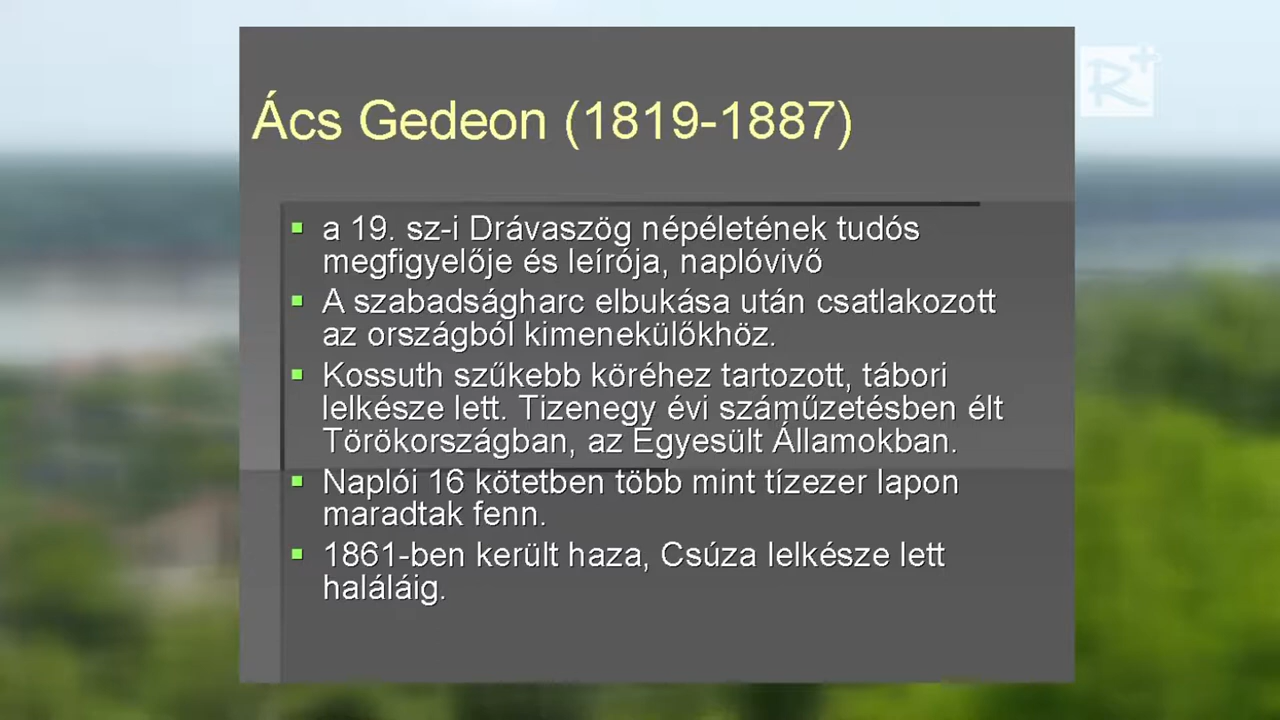 R+
Ács Gedeon (1819-1887)
a 19. sz-i Drávaszög népéletének tudós
megfigyelője és leírója, naplóvivő
A szabadságharc elbukása után csatlakozott
az országból kimenekülőkhöz.
Kossuth szűkebb köréhez tartozott, tábori
lelkésze lett. Tizenegy évi száműzetésben élt
Törökországban, az Egyesült Államokban.
Naplói 16 kötetben több mint tízezer lapon
maradtak fenn.
1861-ben került haza, Csúza lelkésze lett
haláláig.